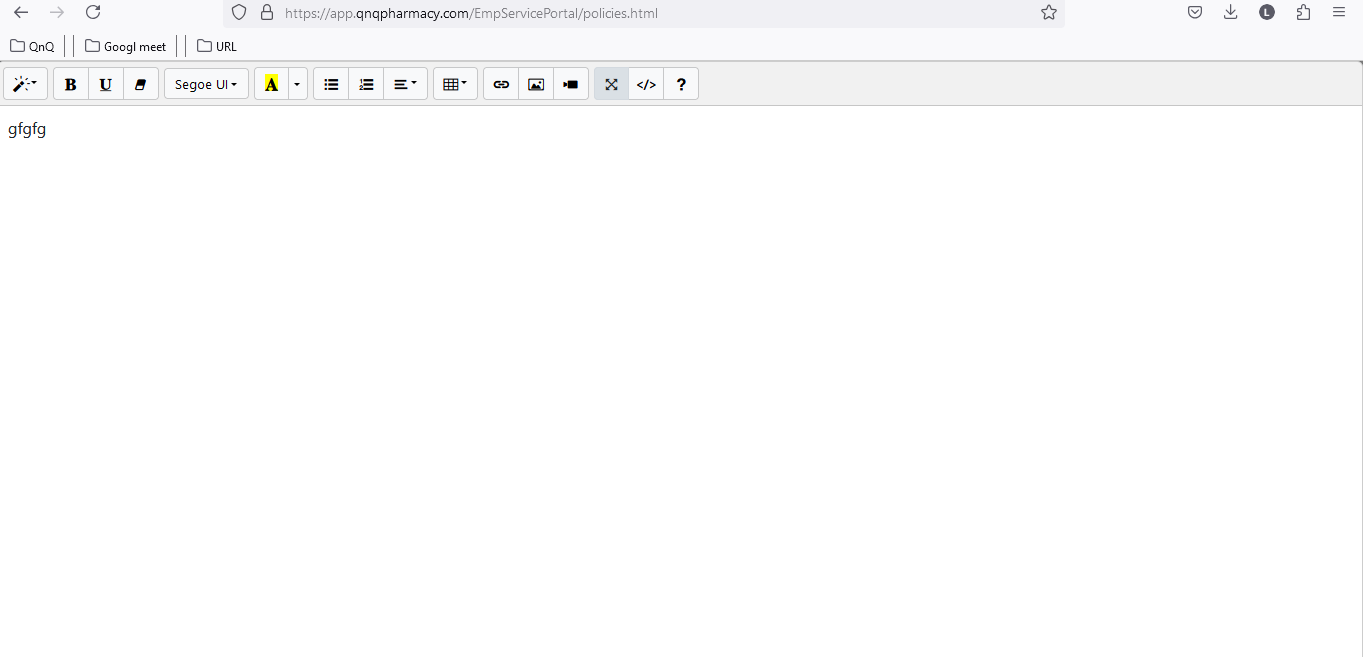 https://app.qnqpharmacy.com/EmpServicePortal/policies.html
L
QnQ
Googl meet
URL
B U Segoe UI A </> ?
gfgfg